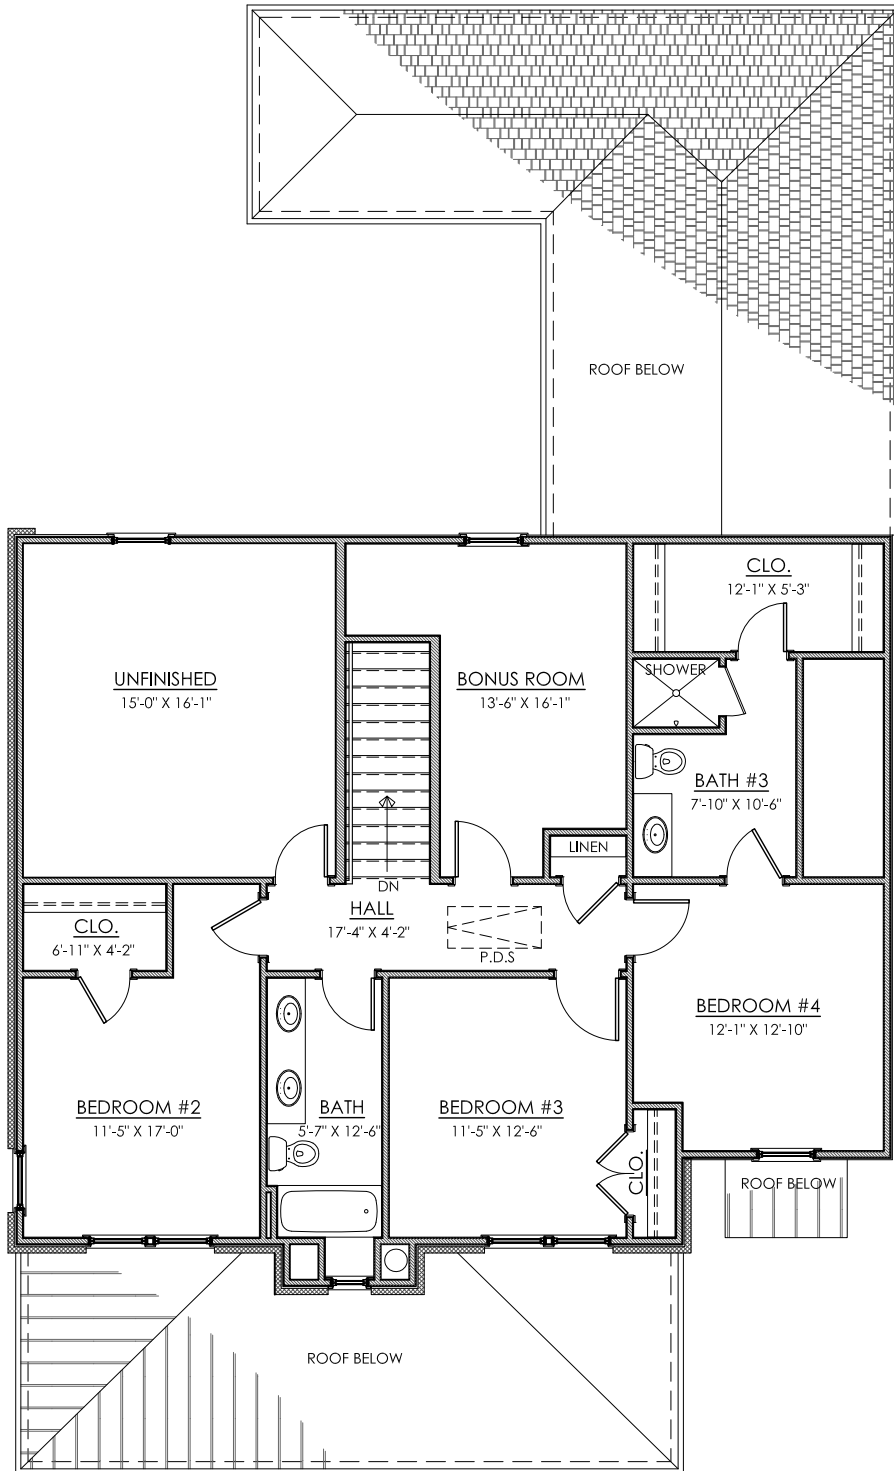 ROOF BELOW
CLO.
12'-1" X 5'-3"
UNFINISHED
15'-0" X 16'-1"
BONUS ROOM
13'-6" X 16'-1"
SHOWER
BATH #3
7'-10" X 10'-6"
LINEN
DN
HALL
17'-4" X 4'-2"
P.D.S
CLO.
6'-11" X 4'-2"
BEDROOM #4
12'-1" X 12'-10"
BEDROOM #2
11'-5" X 17'-0"
BATH
5'-7" X 12'-6"
BEDROOM #3
11'-5" X 12'-6"
CLO.
ROOF BELOW
ROOF BELOW